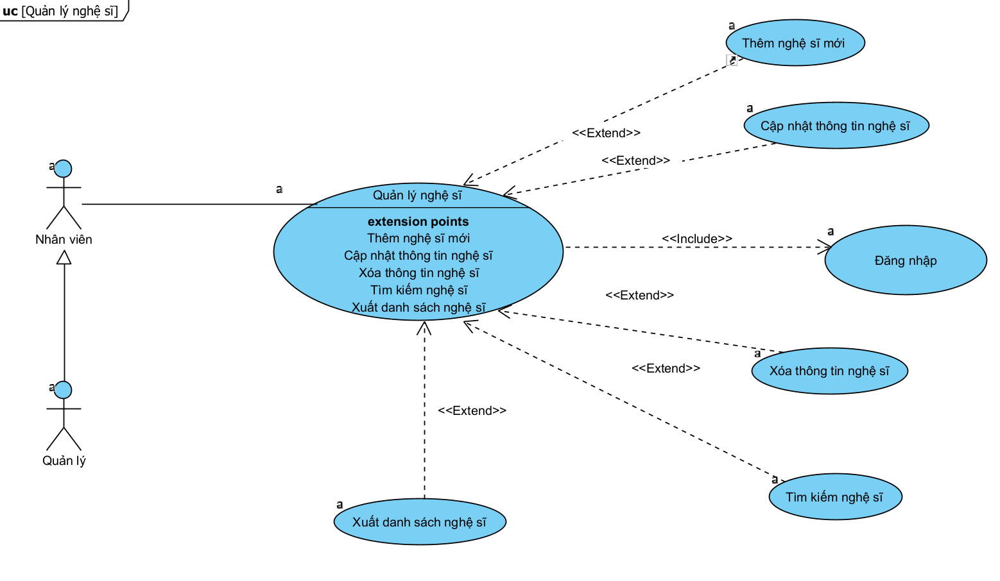 uc [Quản lý nghệ sĩ]
a
Thêm nghệ sĩ mới
a
Cập nhật thông tin nghệ sĩ
<<Extend>>
<<Extend>>
a
Nhân viên
a
Quản lý nghệ sĩ
extension points
Thêm nghệ sĩ mới
Cập nhật thông tin nghệ sĩ
Xóa thông tin nghệ sĩ
Tìm kiếm nghệ sĩ
Xuất danh sách nghệ sĩ
<<Include>>
a
Đăng nhập
<<Extend>>
a
Xóa thông tin nghệ sĩ
<<Extend>>
a
Quản lý
<<Extend>>
a
Tìm kiếm nghệ sĩ
a
Xuất danh sách nghệ sĩ